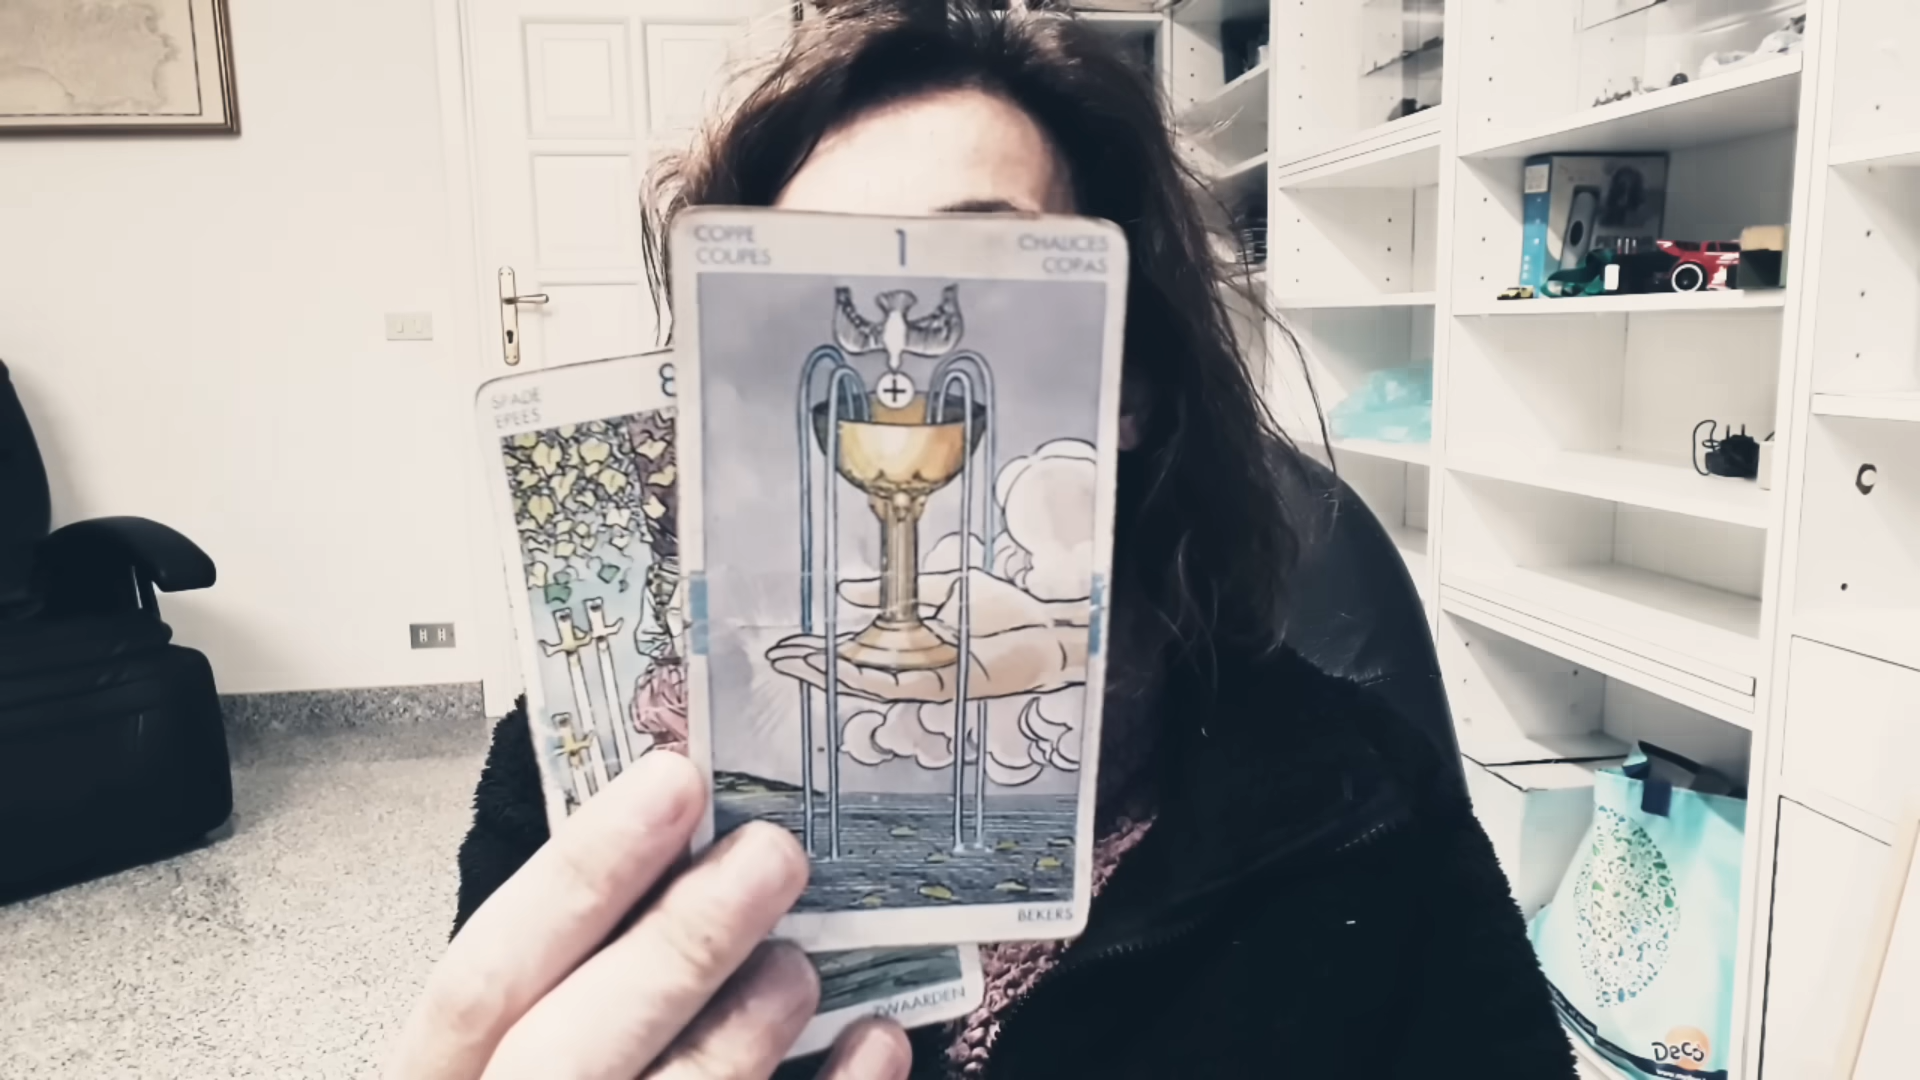 COPPE
COUPES
1
CHALICES
COPAS
BEKERS
SPADE
EPEES
8
ZWAARDEN
Deco